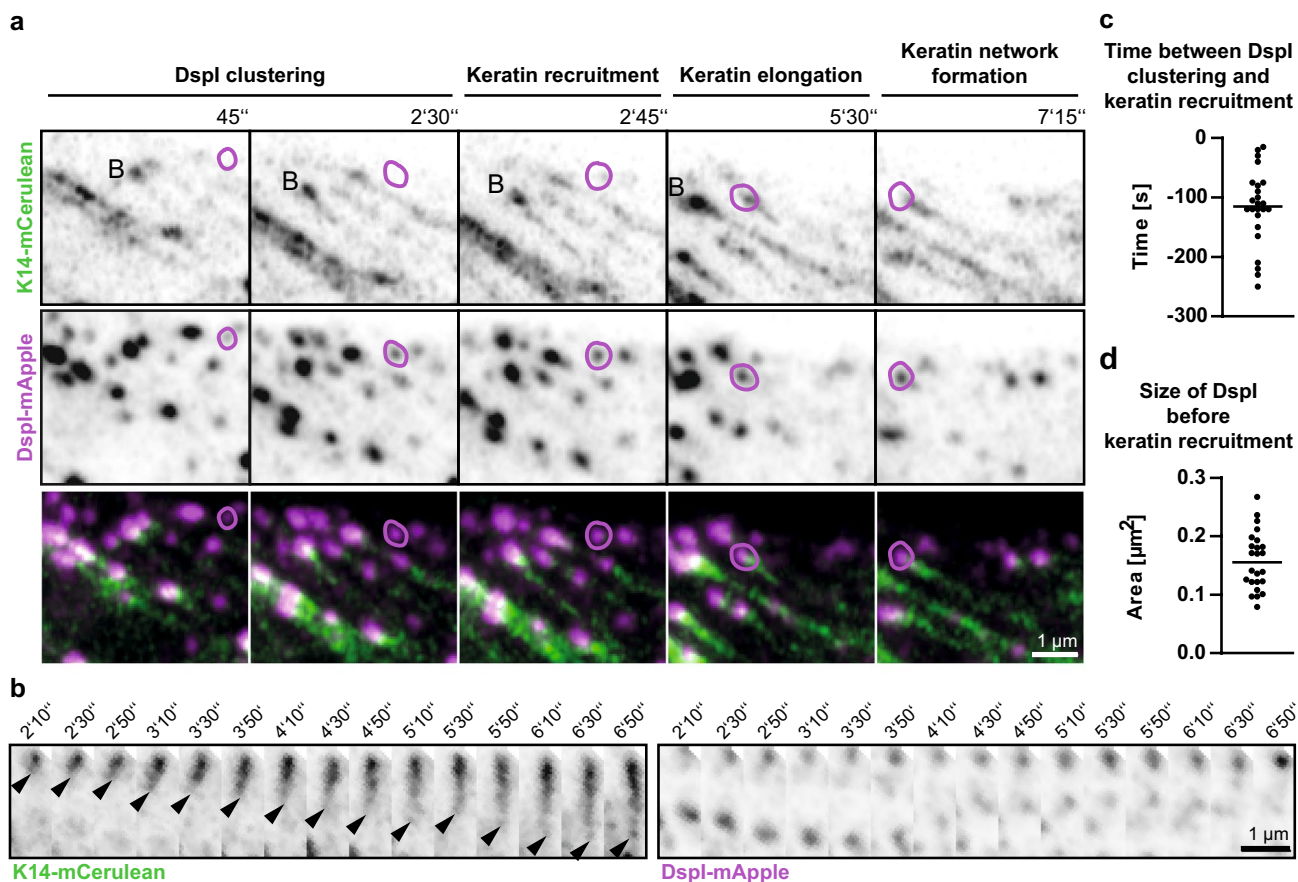 a
Dspl clustering
Keratin recruitment
Keratin elongation
Keratin network
formation
45“
2‘30“
2‘45“
5‘30“
7‘15“
K14-mCerulean
B
B
B
B
Dspl-mApple
1 µm
b
2‘10“ 2‘30“ 2‘50“ 3‘10“ 3‘30“ 3‘50“ 4‘10“ 4‘30“ 4‘50“ 5‘10“ 5‘30“ 5‘50“ 6‘10“ 6‘30“ 6‘50“
K14-mCerulean
2‘10“ 2‘30“ 2‘50“ 3‘10“ 3‘30“ 3‘50“ 4‘10“ 4‘30“ 4‘50“ 5‘10“ 5‘30“ 5‘50“ 6‘10“ 6‘30“ 6‘50“
1 µm
Dspl-mApple
c
Time between Dspl
clustering and
keratin recruitment
Time [s]
0
-100
-200
-300
d
Size of Dspl
before
keratin recruitment
Area [µm²]
0.3
0.2
0.1
0.0